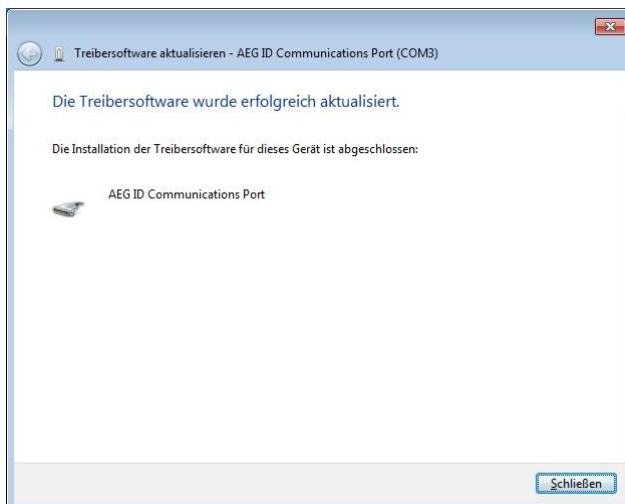 Treibersoftware aktualisieren - AEG ID Communications Port (COM3)
Die Treibersoftware wurde erfolgreich aktualisiert.
Die Installation der Treibersoftware für dieses Gerät ist abgeschlossen:
AEG ID Communications Port
Schließen